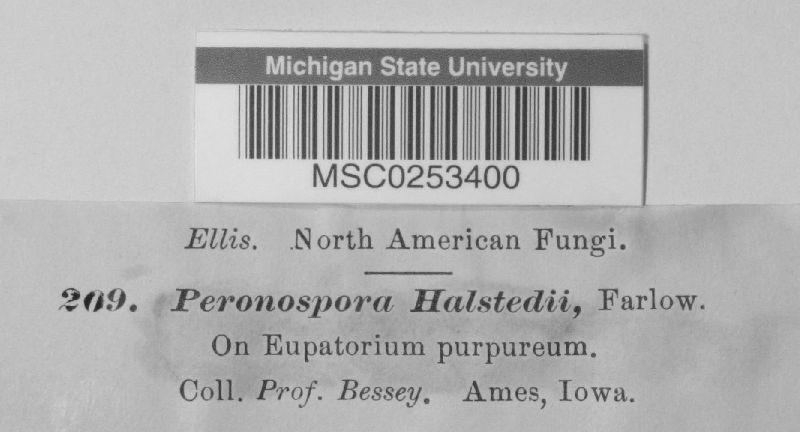 Michigan State University
MSC0253400
Ellis. North American Fungi.
209. Peronospora Halstedii, Farlow.
On Eupatorium purpureum.
Coll. Prof. Bessey. Ames, Iowa.